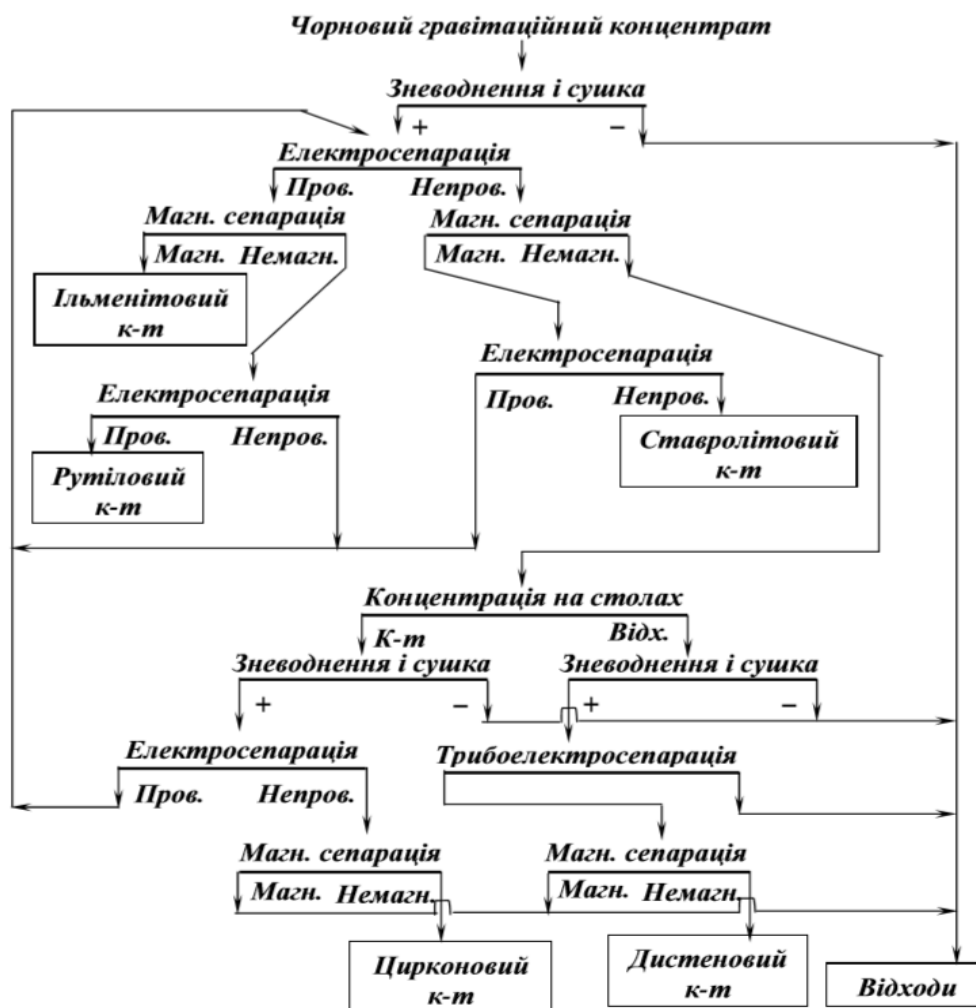 Чорновий гравітаційний концентрат
Зневоднення і сушка
+ −
Електросепарація
Пров. Непров.
Магн. сепарація Магн. сепарація
Магн. Немагн. Магн. Немагн.
Ільменітовий
к-т
Електросепарація
Пров. Непров.
Електросепарація
Пров. Непров.
Ставролітовий
к-т
Рутіловий
к-т
Концентрація на столах
К-т Відх.
Зневоднення і сушка Зневоднення і сушка
+ − + −
Електросепарація Трибоелектросепарація
Пров. Непров.
Магн. сепарація Магн. сепарація
Магн. Немагн. Магн. Немагн.
Цирконовий
к-т
Дистеновий
к-т
Відходи